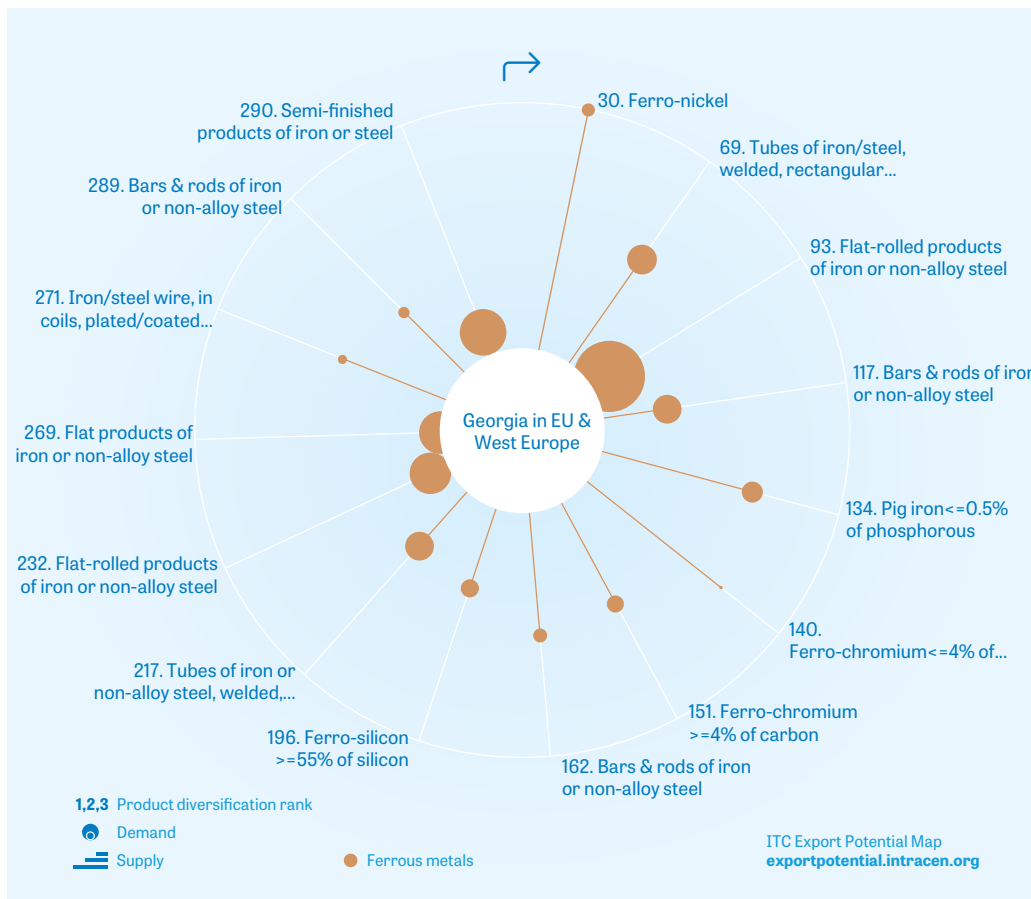 30. Ferro-nickel
69. Tubes of iron/steel,
welded, rectangular...
93. Flat-rolled products
of iron or non-alloy steel
117. Bars & rods of iron
or non-alloy steel
134. Pig iron<=0.5%
of phosphorous
140.
Ferro-chromium<=4% of...
151. Ferro-chromium
>=4% of carbon
162. Bars & rods of iron
or non-alloy steel
196. Ferro-silicon
>=55% of silicon
217. Tubes of iron or
non-alloy steel, welded,...
232. Flat-rolled products
of iron or non-alloy steel
269. Flat products of
iron or non-alloy steel
271. Iron/steel wire, in
coils, plated/coated...
289. Bars & rods of iron
or non-alloy steel
290. Semi-finished
products of iron or steel
Georgia in EU &
West Europe
1,2,3 Product diversification rank
Demand
Supply
Ferrous metals
ITC Export Potential Map
exportpotential.intracen.org